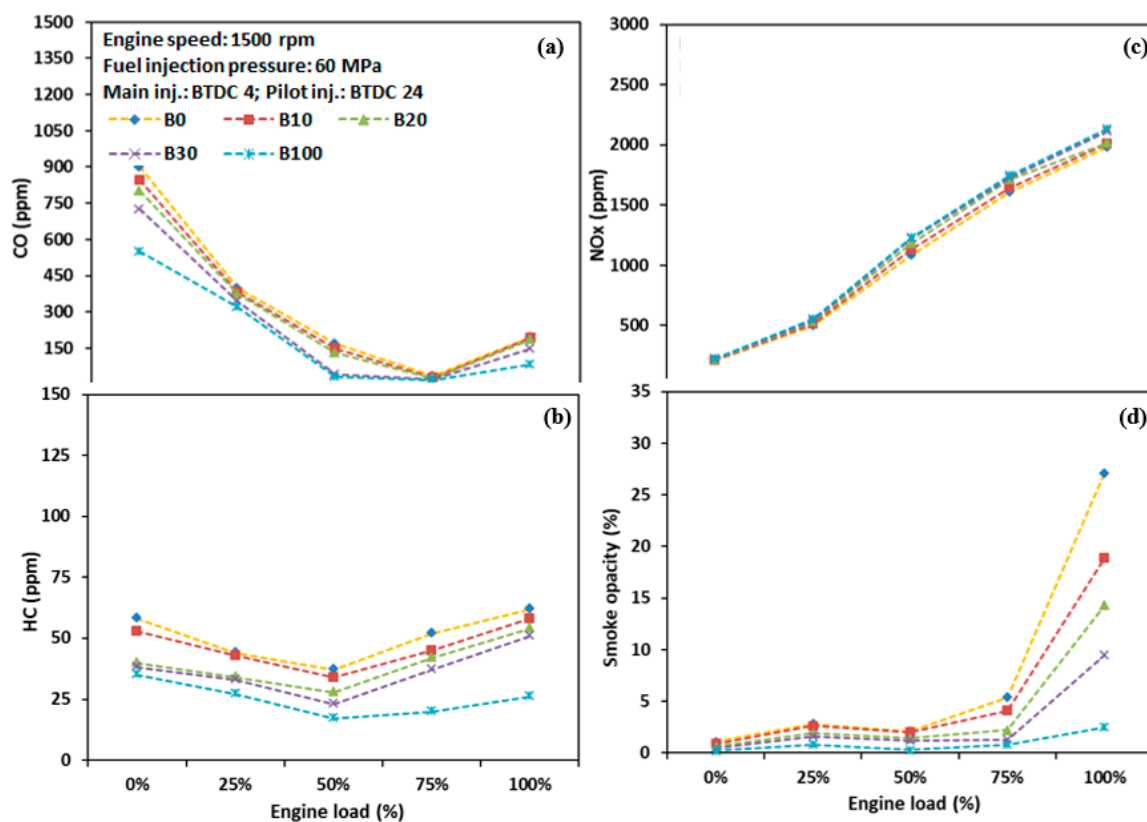 1500
1350
1200
1050
900
750
600
450
300
150
CO (ppm)
Engine speed: 1500 rpm
Fuel injection pressure: 60 MPa
Main inj.: BTDC 4; Pilot inj.: BTDC 24
B0 B10 B20
B30 B100
(a)
3000
2500
2000
1500
1000
500
NOx (ppm)
(c)
150
125
100
75
50
25
0
HC (ppm)
(b)
0% 25% 50% 75% 100%
Engine load (%)
35
30
25
20
15
10
5
0
Smoke opacity (%)
(d)
0% 25% 50% 75% 100%
Engine load (%)